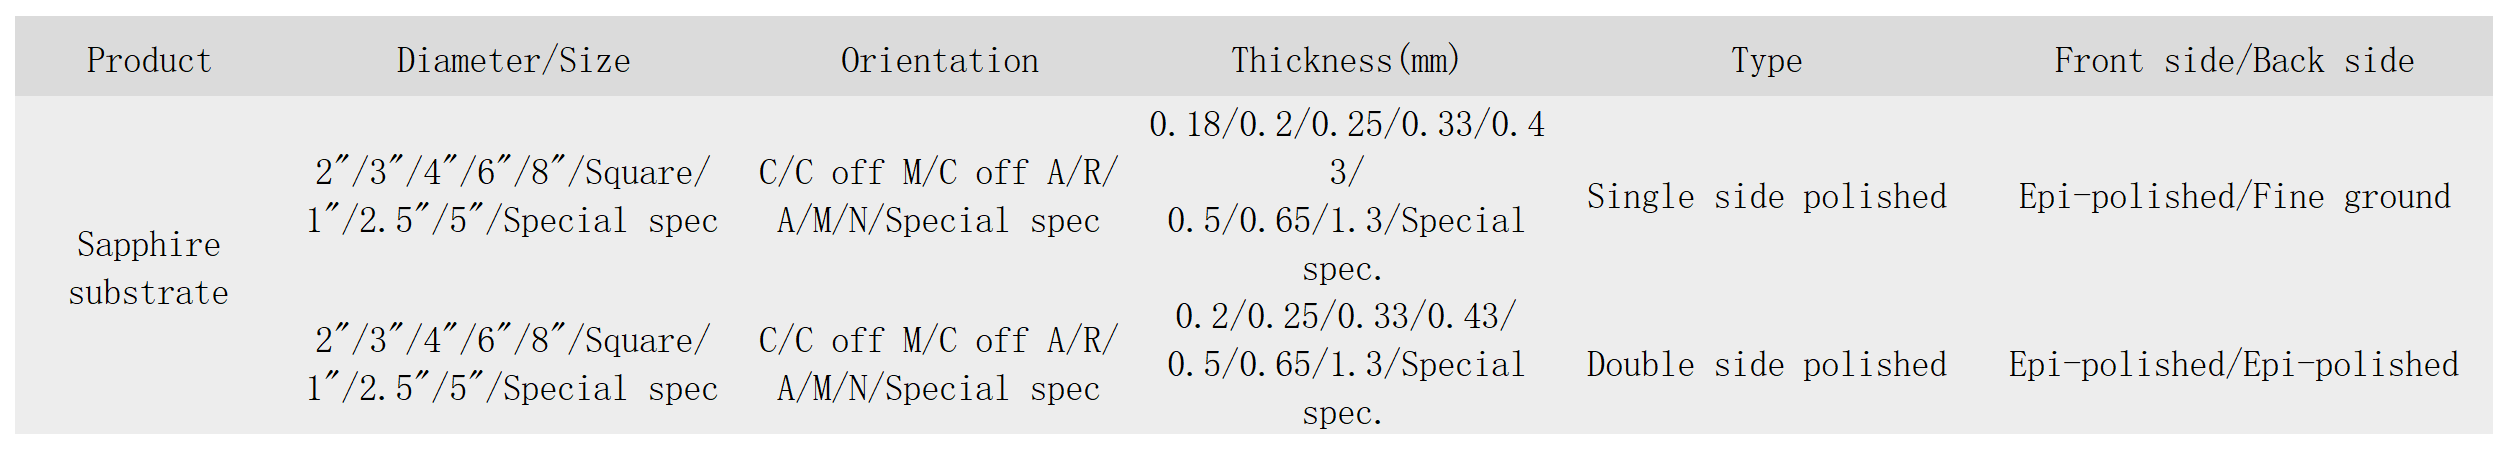 Product Diameter/Size Orientation Thickness(mm) Type Front side/Back side
Sapphire
substrate
2″/3″/4″/6″/8″/Square/
1″/2.5″/5″/Special spec
C/C off M/C off A/R/
A/M/N/Special spec
0.18/0.2/0.25/0.33/0.4
3/
0.5/0.65/1.3/Special
spec.
Single side polished
Epi-polished/Fine ground
2″/3″/4″/6″/8″/Square/
1″/2.5″/5″/Special spec
C/C off M/C off A/R/
A/M/N/Special spec
0.2/0.25/0.33/0.43/
0.5/0.65/1.3/Special
spec.
Double side polished
Epi-polished/Epi-polished